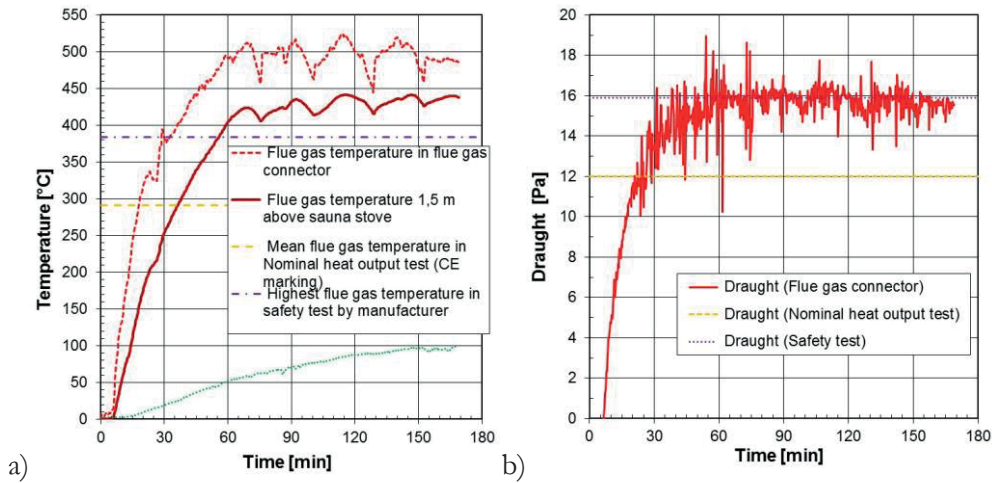 550
500
450
400
350
300
250
200
150
100
50
0
Temperature [°C]
Flue gas temperature in flue gas
connector
Flue gas temperature 1,5 m
above sauna stove
Mean flue gas temperature in
Nominal heat output test (CE
marking)
Highest flue gas temperature in
safety test by manufacturer
0 30 60 90 120 150 180
Time [min]
a)
20
18
16
14
12
10
8
6
4
2
0
Draught [Pa]
Draught (Flue gas connector)
Draught (Nominal heat output test)
Draught (Safety test)
0 30 60 90 120 150 180
Time [min]
b)